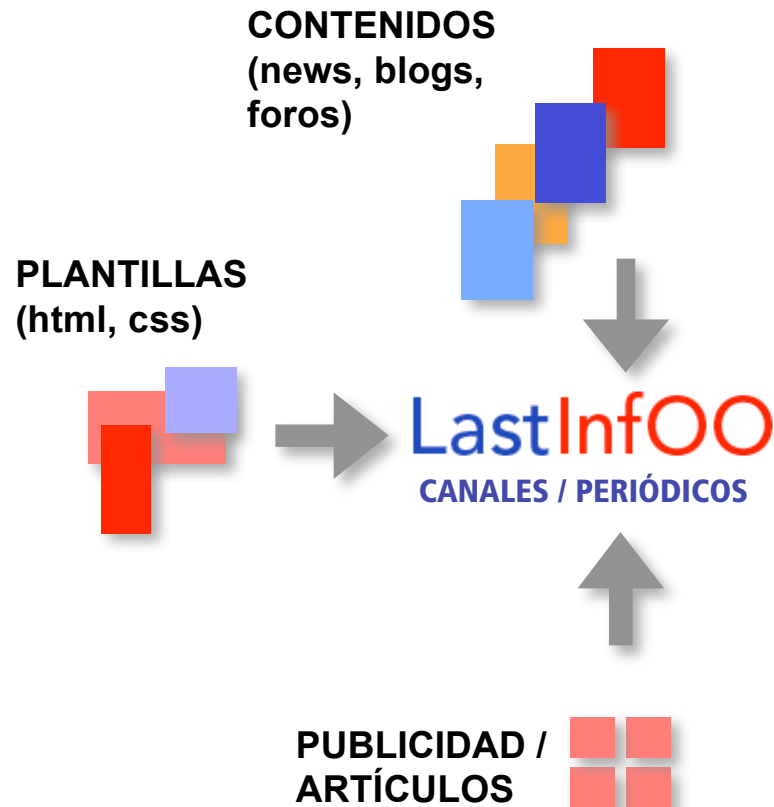 CONTENIDOS
(news, blogs,
foros)
PLANTILLAS
(html, css)
LastInfOO
CANALES / PERIÓDICOS
PUBLICIDAD /
ARTÍCULOS